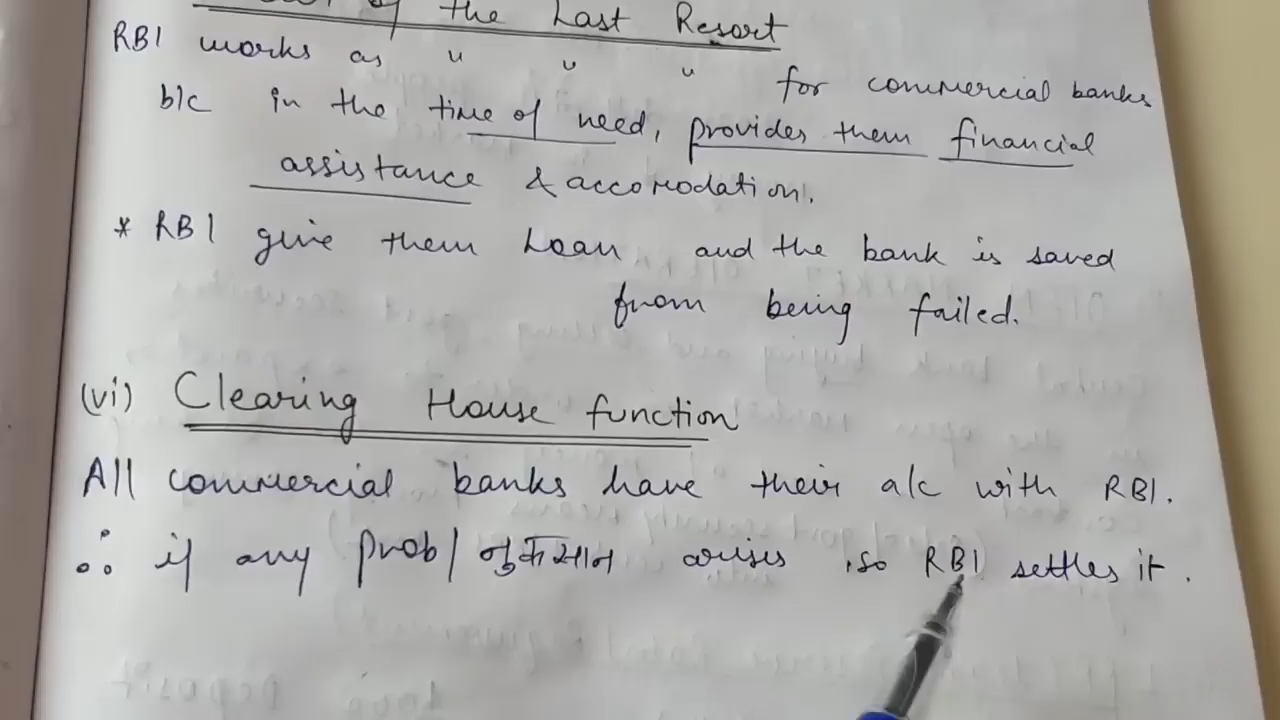 of the Last Resort
RBI works as " " " for commercial banks
b/c in the time of need, provides them financial
assistance & accomodation.
* RBI give them Loan and the bank is saved
from being failed.
(vi) Clearing House function
All commercial banks have their a/c with RBI.
∴ if any prob/ नुकसान arises, so RBI settles it.